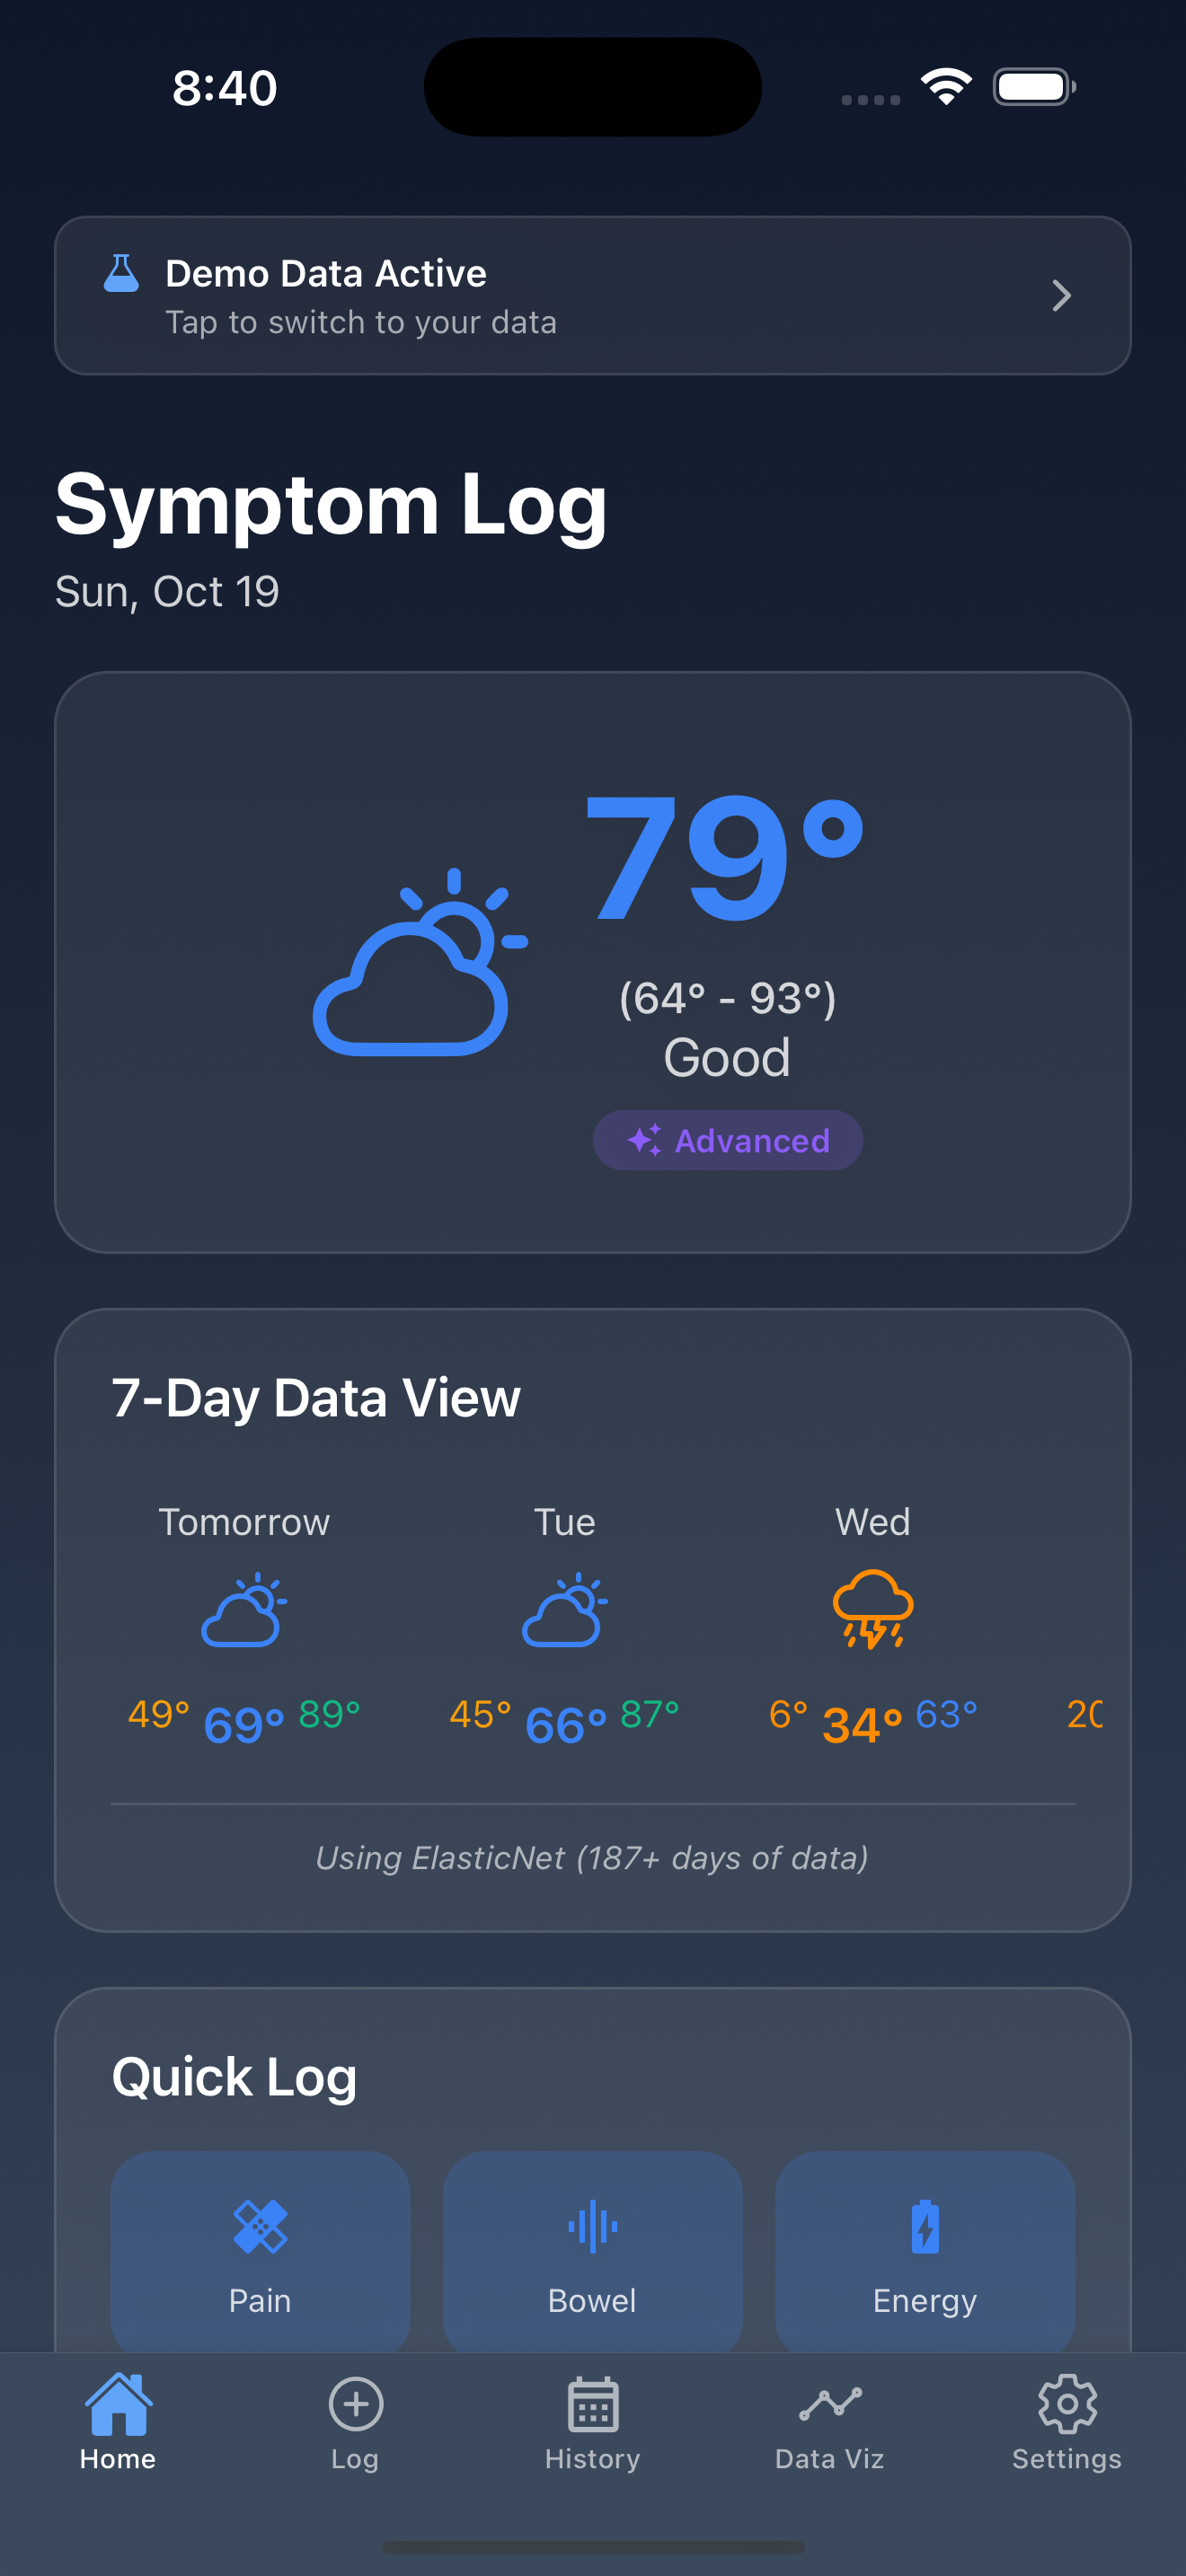 8:40
Demo Data Active
Tap to switch to your data
Symptom Log
Sun, Oct 19
79°
(64° - 93°)
Good
Advanced
7-Day Data View
Tomorrow Tue Wed
49° 69° 89° 45° 66° 87° 6° 34° 63° 20
Using ElasticNet (187+ days of data)
Quick Log
Pain Bowel Energy
Home Log History Data Viz Settings